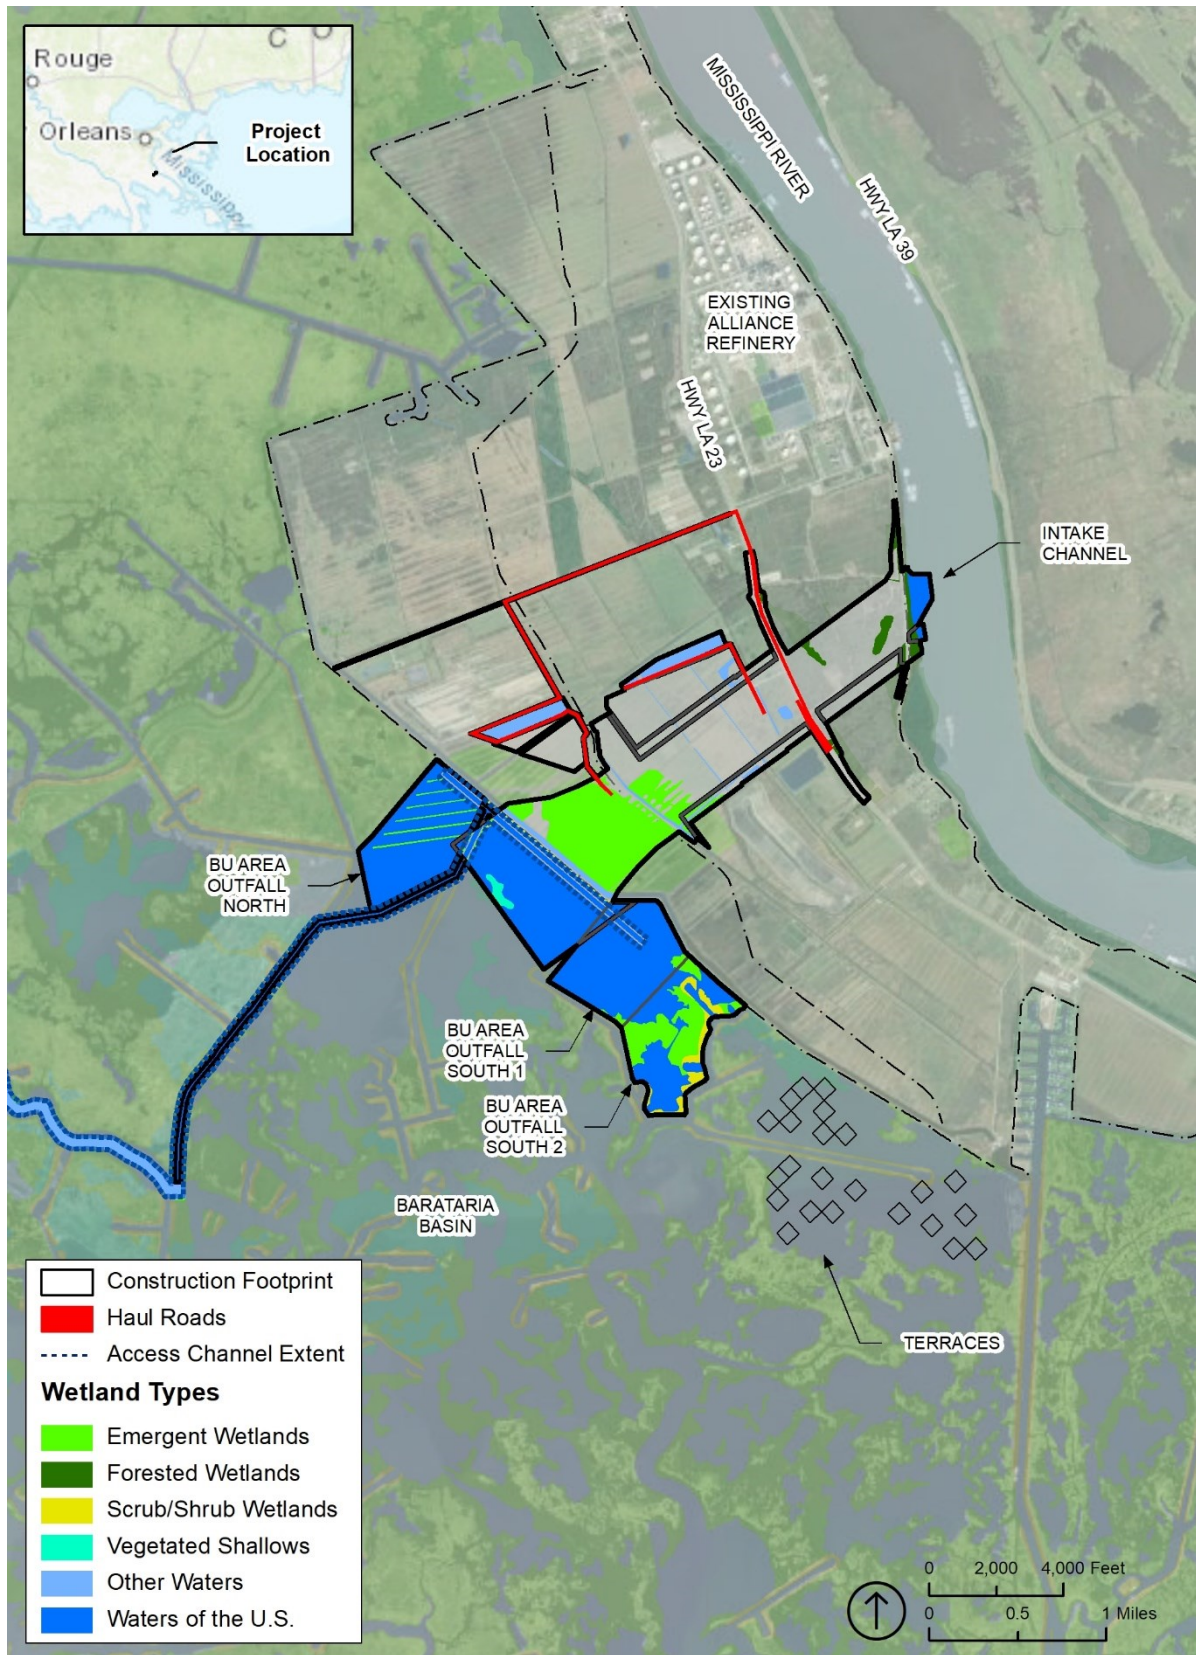 C
Rouge
Orleans
Project
Location
Mississippi
MISSISSIPPI RIVER
HWY LA 39
EXISTING
ALLIANCE
REFINERY
HWY LA 23
INTAKE
CHANNEL
BU AREA
OUTFALL
NORTH
BU AREA
OUTFALL
SOUTH 1
BU AREA
OUTFALL
SOUTH 2
BARATARIA
BASIN
TERRACES
Construction Footprint
Haul Roads
Access Channel Extent
Wetland Types
Emergent Wetlands
Forested Wetlands
Scrub/Shrub Wetlands
Vegetated Shallows
Other Waters
Waters of the U.S.
0 2,000 4,000 Feet
0 0.5 1 Miles